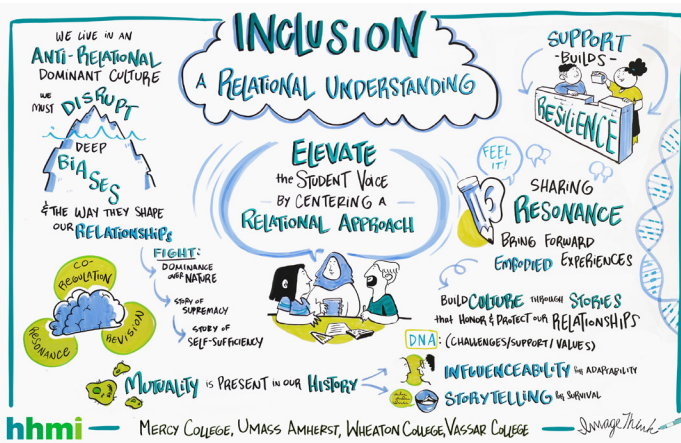 INCLUSION
A RELATIONAL UNDERSTANDING
WE LIVE IN AN
ANTI-RELATIONAL
DOMINANT CULTURE
WE
MUST DISRUPT
DEEP
BIASES
& THE WAY THEY SHAPE
OUR RELATIONSHIPS
FIGHT:
DOMINANCE
OVER NATURE
STORY OF
SUPREMACY
STORY OF
SELF-SUFFICIENCY
CO-
REGULATION
RESONANCE
REVISION
MUTUALITY IS PRESENT IN OUR HISTORY
ELEVATE
the STUDENT VOICE
BY CENTERING A
RELATIONAL APPROACH
SUPPORT
-BUILDS-
RESILIENCE
FEEL
IT!
SHARING
RESONANCE
BRING FORWARD
EMBODIED EXPERIENCES
BUILD CULTURE THROUGH STORIES
that HONOR & PROTECT OUR RELATIONSHIPS
DNA: (CHALLENGES/SUPPORT/VALUES)
INFLUENCEABILITY ADAPTABILITY
STORYTELLING SURVIVAL
hhmi
MERCY COLLEGE, UMASS AMHERST, WHEATON COLLEGE, VASSAR COLLEGE
ImageThink